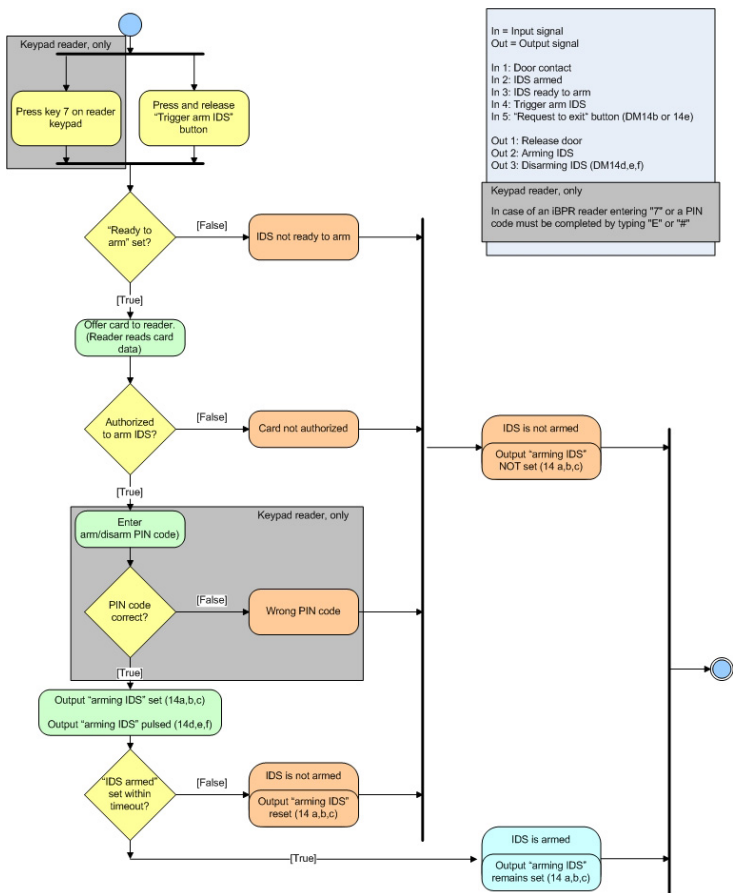 Keypad reader, only
Press key 7 on reader
keypad
Press and release
“Trigger arm IDS”
button
In = Input signal
Out = Output signal
In 1: Door contact
In 2: IDS armed
In 3: IDS ready to arm
In 4: Trigger arm IDS
In 5: "Request to exit" button (DM14b or 14e)
Out 1: Release door
Out 2: Arming IDS
Out 3: Disarming IDS (DM14d,e,f)
Keypad reader, only
In case of an iBPR reader entering "7" or a PIN
code must be completed by typing "E" or "#"
“Ready to
arm” set?
[False]
IDS not ready to arm
[True]
Offer card to reader.
(Reader reads card
data)
Authorized
to arm IDS?
[False]
Card not authorized
IDS is not armed
Output “arming IDS”
NOT set (14 a,b,c)
[True]
Keypad reader, only
Enter
arm/disarm PIN code)
PIN code
correct?
[False]
Wrong PIN code
[True]
Output “arming IDS” set (14a,b,c)
Output “arming IDS” pulsed (14d,e,f)
“IDS armed”
set within
timeout?
[False]
IDS is not armed
Output “arming IDS”
reset (14 a,b,c)
[True]
IDS is armed
Output “arming IDS”
remains set (14 a,b,c)